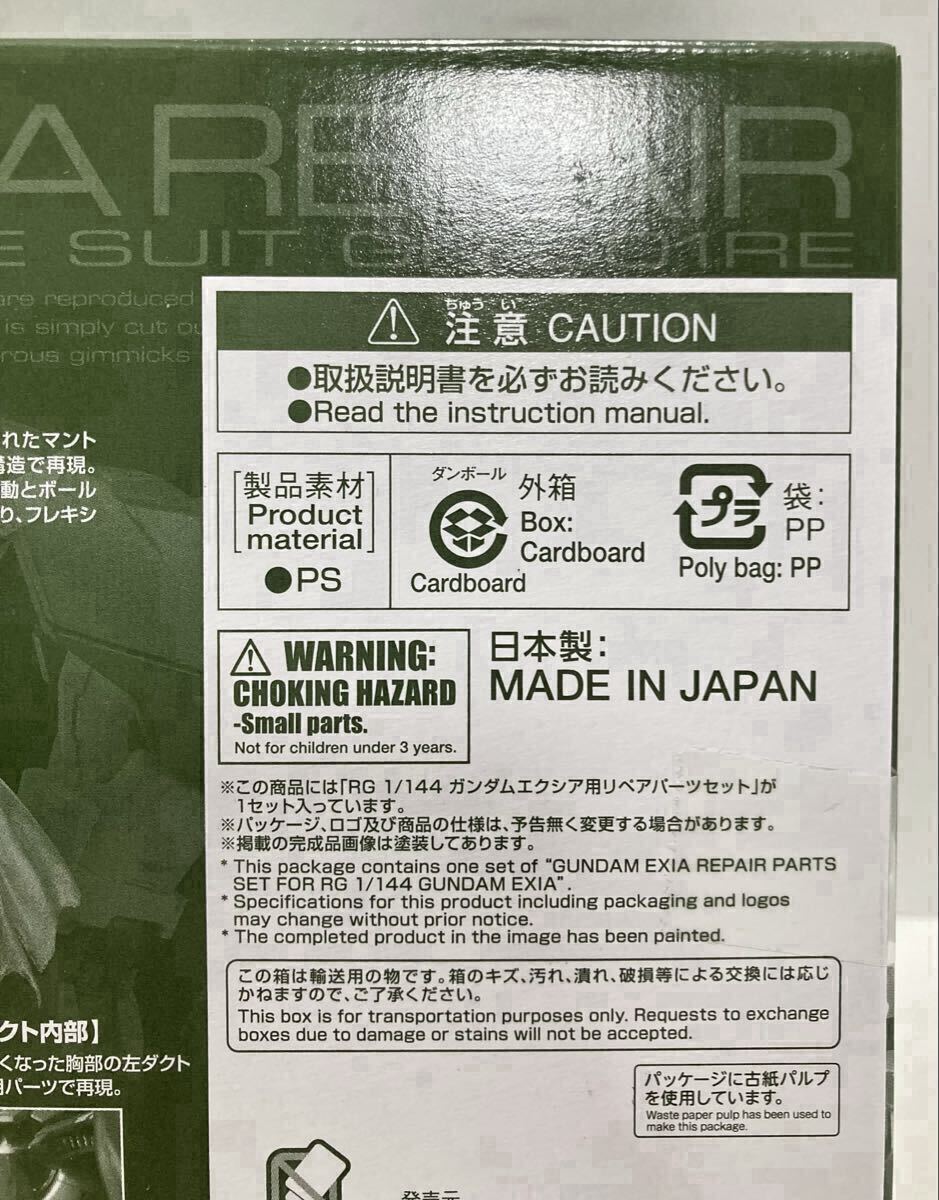 A RE IR
E SUIT G 01RE
are reproduced
is simply cut ou
rous gimmicks
れたマント
構造で再現。
動とボール
り、フレキシ
ちゅう い
注意 CAUTION
●取扱説明書を必ずお読みください。
●Read the instruction manual.
[製品素材
Product
material]
●PS
ダンボール
Cardboard
外箱
Box:
Cardboard
プラ
袋:
PP
Poly bag: PP
WARNING:
CHOKING HAZARD
-Small parts.
Not for children under 3 years.
日本製:
MADE IN JAPAN
※この商品には「RG 1/144 ガンダムエクシア用リペアパーツセット」が
1セット入っています。
※パッケージ、ロゴ及び商品の仕様は、予告無く変更する場合があります。
※掲載の完成品画像は塗装してあります。
* This package contains one set of "GUNDAM EXIA REPAIR PARTS
SET FOR RG 1/144 GUNDAM EXIA".
* Specifications for this product including packaging and logos
may change without prior notice.
* The completed product in the image has been painted.
この箱は輸送用の物です。箱のキズ、汚れ、潰れ、破損等による交換には応じ
かねますので、ご了承ください。
This box is for transportation purposes only. Requests to exchange
boxes due to damage or stains will not be accepted.
クト内部】
くなった胸部の左ダクト
用パーツで再現。
パッケージに古紙パルプ
を使用しています。
Waste paper pulp has been used to
make this package.
発売元